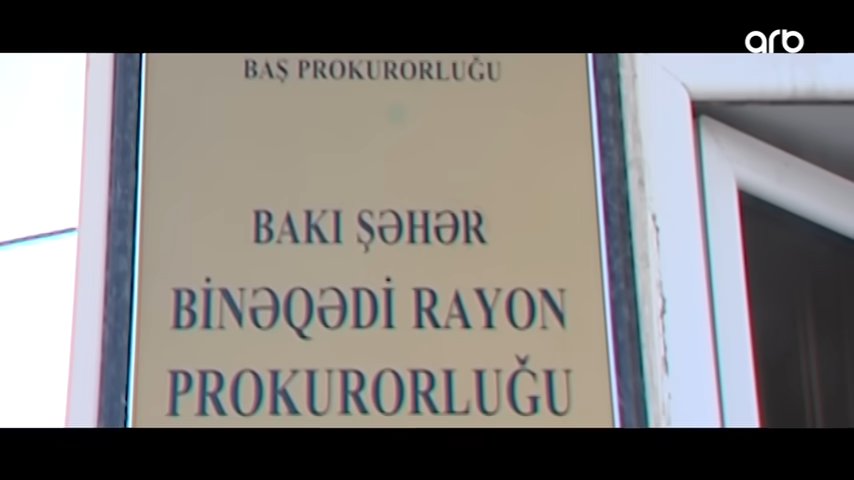 arb
BAŞ PROKURORLUĞU
BAKI ŞƏHƏR
BİNƏQƏDİ RAYON
PROKURORLUĞU